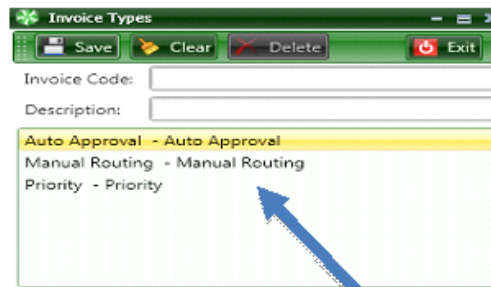 Invoice Types
Save Clear Delete Exit
Invoice Code:
Description:
Auto Approval - Auto Approval
Manual Routing - Manual Routing
Priority - Priority